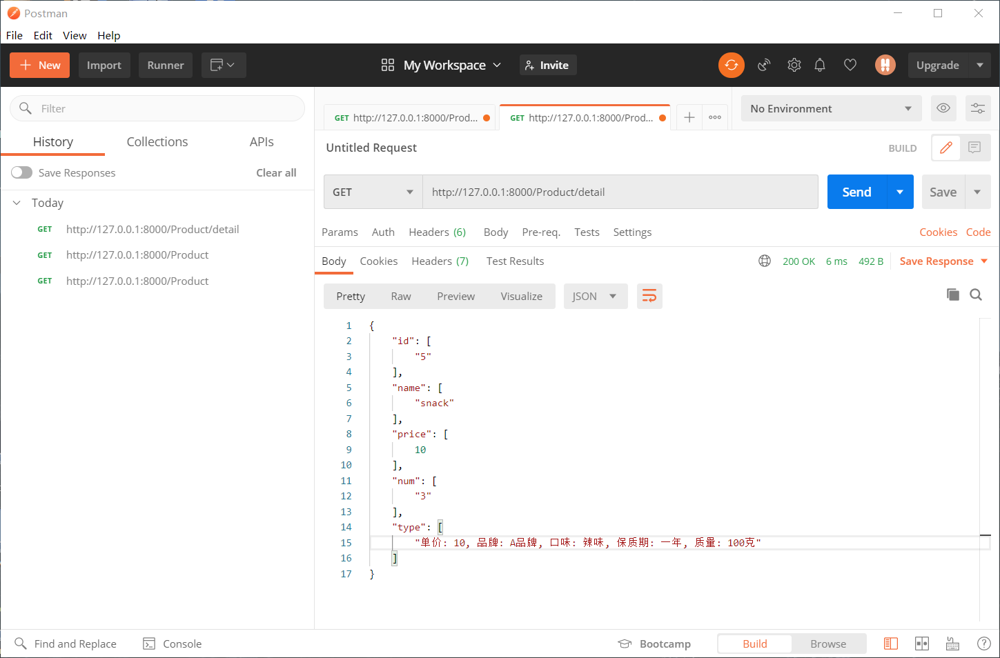 Postman
File Edit View Help
New Import Runner My Workspace Invite Upgrade
Filter
History Collections APIs
Save Responses Clear all
Today
GET http://127.0.0.1:8000/Product/detail
GET http://127.0.0.1:8000/Product
GET http://127.0.0.1:8000/Product
GET http://127.0.0.1:8000/Prod... GET http://127.0.0.1:8000/Prod... No Environment
Untitled Request BUILD
GET http://127.0.0.1:8000/Product/detail Send Save
Params Auth Headers (6) Body Pre-req. Tests Settings Cookies Code
Body Cookies Headers (7) Test Results 200 OK 6 ms 492 B Save Response
Pretty Raw Preview Visualize JSON
1 {
2 "id": [
3 "5"
4 ],
5 "name": [
6 "snack"
7 ],
8 "price": [
9 10
10 ],
11 "num": [
12 "3"
13 ],
14 "type": [
15 "单价: 10, 品牌: A品牌, 口味: 辣味, 保质期: 一年, 质量: 100克"
16 ]
17 }
Find and Replace Console Bootcamp Build Browse